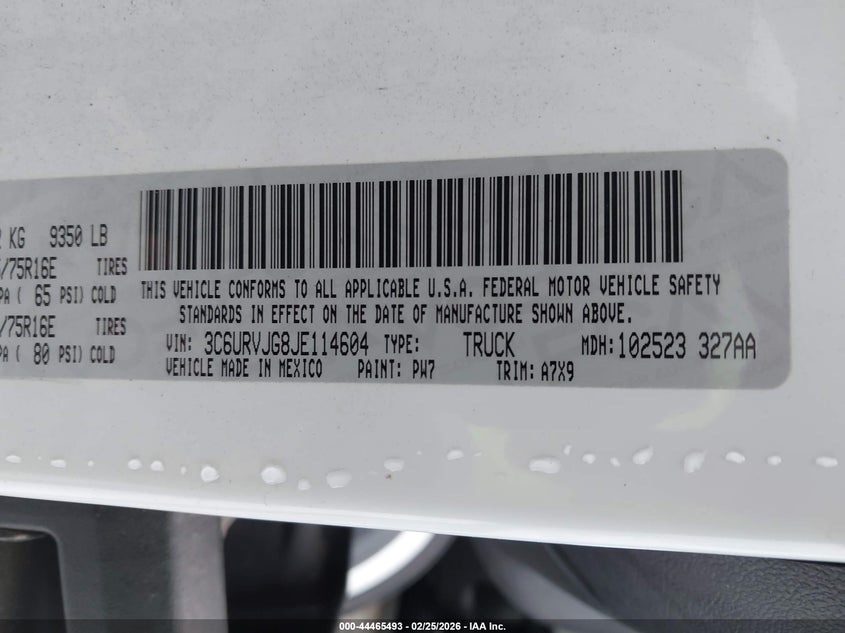 KG 9350 LB
/75R16E TIRES
PA ( 65 PSI) COLD
/75R16E TIRES
PA ( 80 PSI) COLD
THIS VEHICLE CONFORMS TO ALL APPLICABLE U.S.A. FEDERAL MOTOR VEHICLE SAFETY
STANDARDS IN EFFECT ON THE DATE OF MANUFACTURE SHOWN ABOVE.
VIN: 3C6URVJG8JE114604 TYPE: TRUCK MDH: 102523 327AA
VEHICLE MADE IN MEXICO PAINT: PW7 TRIM: A7X9
000-44465493 - 02/25/2026 - IAA Inc.